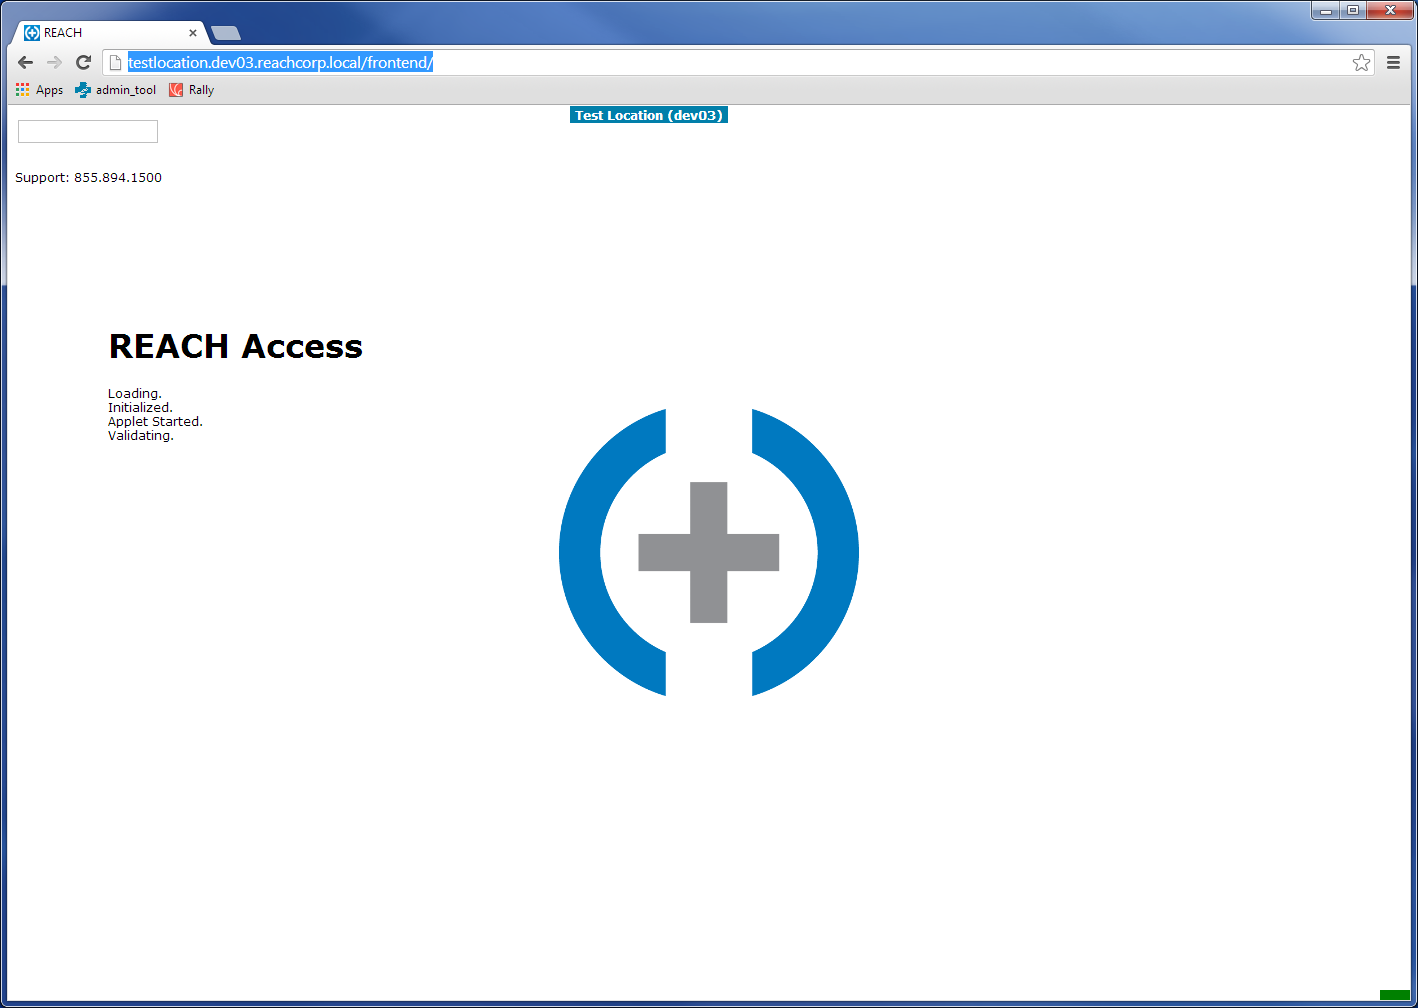 REACH
testlocation.dev03.reachcorp.local/frontend/
Apps admin_tool Rally
Test Location (dev03)
Support: 855.894.1500
REACH Access
Loading.
Initialized.
Applet Started.
Validating.